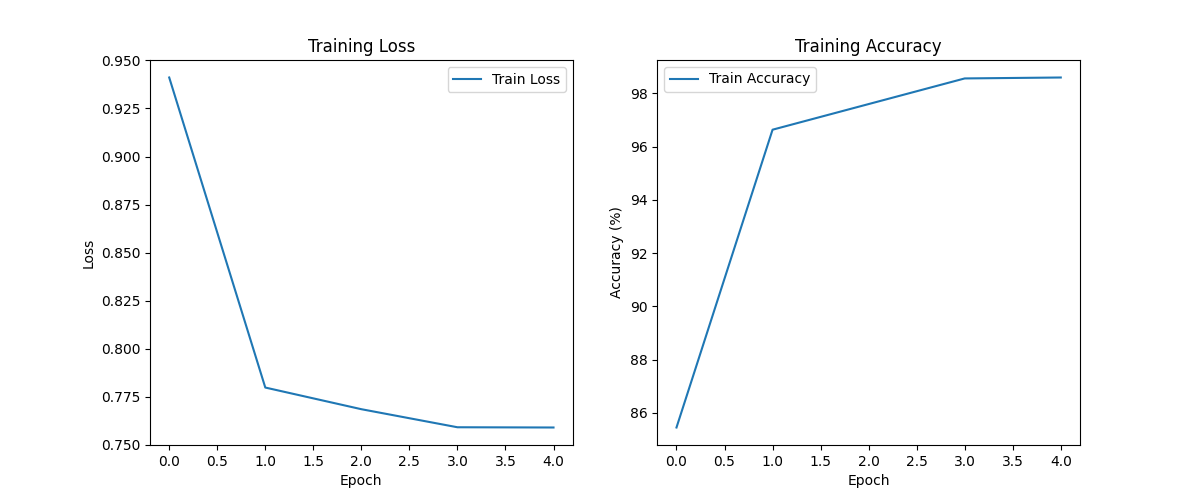 Training Loss
Train Loss
0.950
0.925
0.900
0.875
0.850
0.825
0.800
0.775
0.750
Loss
0.0 0.5 1.0 1.5 2.0 2.5 3.0 3.5 4.0
Epoch
Training Accuracy
Train Accuracy
98
96
94
92
90
88
86
Accuracy (%)
0.0 0.5 1.0 1.5 2.0 2.5 3.0 3.5 4.0
Epoch